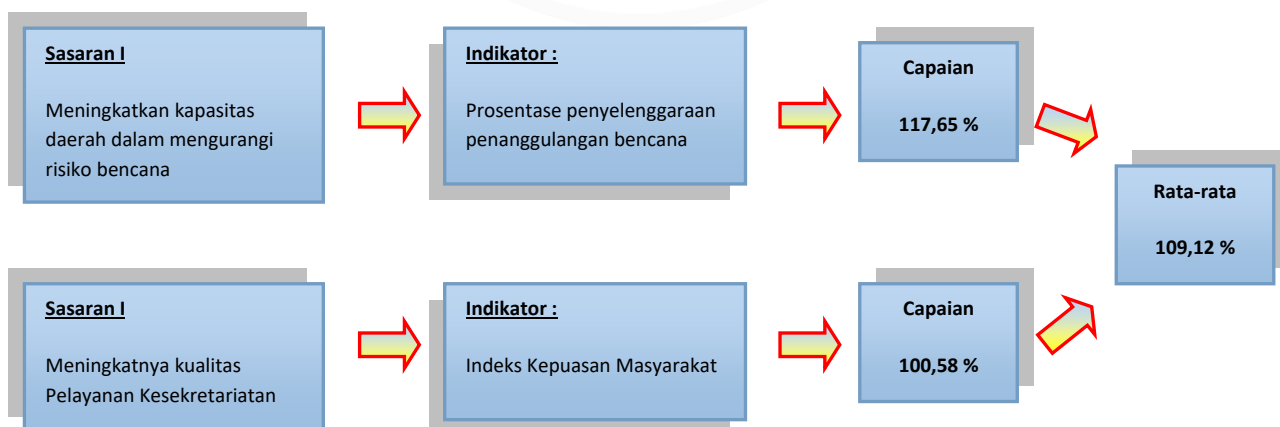 Sasaran I
Meningkatkan kapasitas
daerah dalam mengurangi
risiko bencana
Indikator :
Prosentase penyelenggaraan
penanggulangan bencana
Capaian
117,65 %
Rata-rata
109,12 %
Sasaran I
Meningkatnya kualitas
Pelayanan Kesekretariatan
Indikator :
Indeks Kepuasan Masyarakat
Capaian
100,58 %